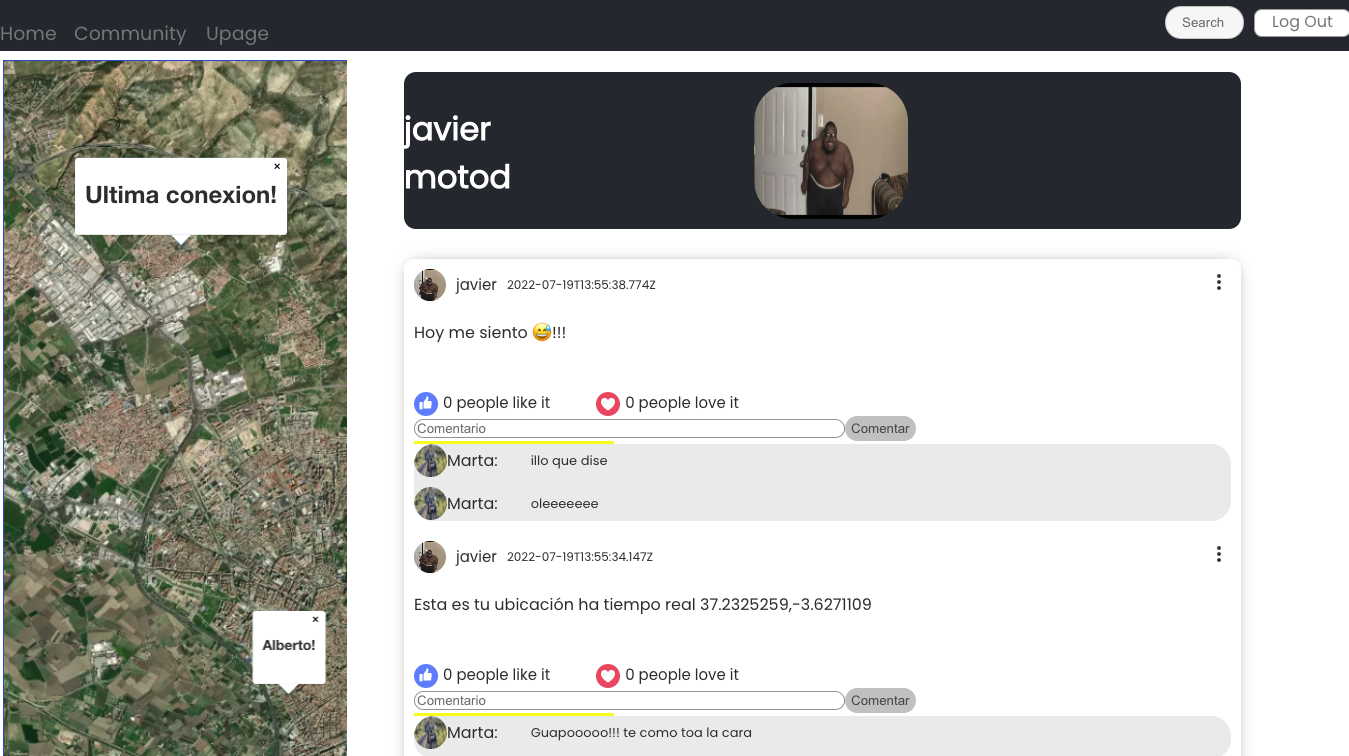 Home Community Upage Search Log Out
Ultima conexion!
×
Alberto!
×
javier
motod
javier 2022-07-19T13:55:38.774Z
Hoy me siento 😅!!!
0 people like it 0 people love it
Comentario Comentar
Marta: illo que dise
Marta: oleeeeeee
javier 2022-07-19T13:55:34.147Z
Esta es tu ubicación ha tiempo real 37.2325259,-3.6271109
0 people like it 0 people love it
Comentario Comentar
Marta: Guapooooo!!! te como toa la cara